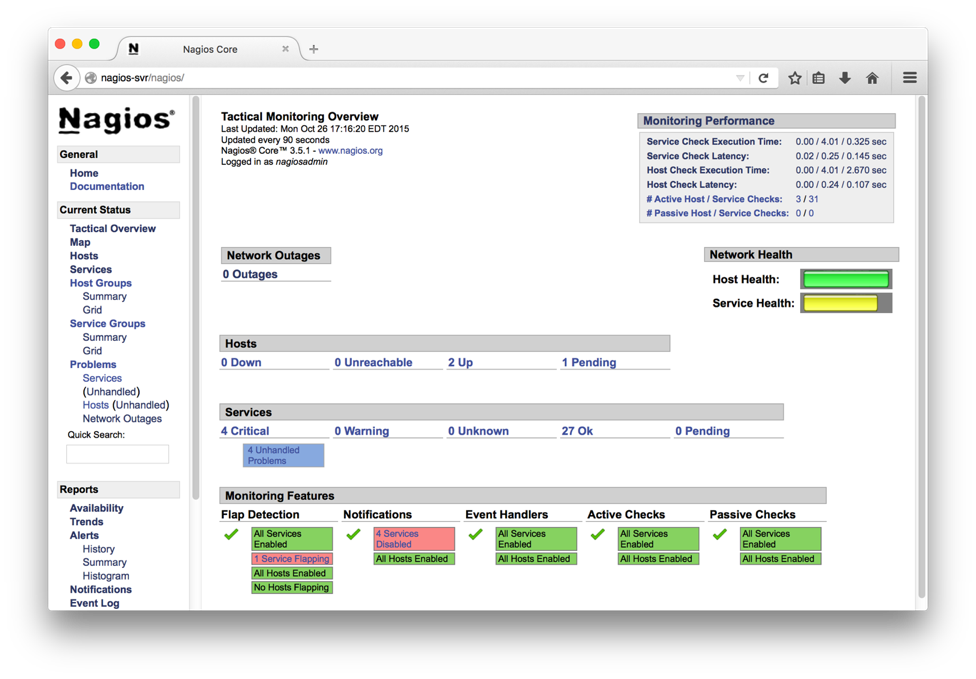 Nagios Core
nagios-svr/nagios/
Nagios®
General
Home
Documentation
Current Status
Tactical Overview
Map
Hosts
Services
Host Groups
Summary
Grid
Service Groups
Summary
Grid
Problems
Services
(Unhandled)
Hosts (Unhandled)
Network Outages
Quick Search:
Reports
Availability
Trends
Alerts
History
Summary
Histogram
Notifications
Event Log
Tactical Monitoring Overview
Last Updated: Mon Oct 26 17:16:20 EDT 2015
Updated every 90 seconds
Nagios® Core™ 3.5.1 - www.nagios.org
Logged in as nagiosadmin
Monitoring Performance
Service Check Execution Time: 0.00 / 4.01 / 0.325 sec
Service Check Latency: 0.02 / 0.25 / 0.145 sec
Host Check Execution Time: 0.00 / 4.01 / 2.670 sec
Host Check Latency: 0.00 / 0.24 / 0.107 sec
# Active Host / Service Checks: 3 / 31
# Passive Host / Service Checks: 0 / 0
Network Outages
0 Outages
Network Health
Host Health:
Service Health:
Hosts
0 Down 0 Unreachable 2 Up 1 Pending
Services
4 Critical 0 Warning 0 Unknown 27 Ok 0 Pending
4 Unhandled
Problems
Monitoring Features
Flap Detection Notifications Event Handlers Active Checks Passive Checks
All Services
Enabled
1 Service Flapping
All Hosts Enabled
No Hosts Flapping
4 Services
Disabled
All Hosts Enabled
All Services
Enabled
All Hosts Enabled
All Services
Enabled
All Hosts Enabled
All Services
Enabled
All Hosts Enabled